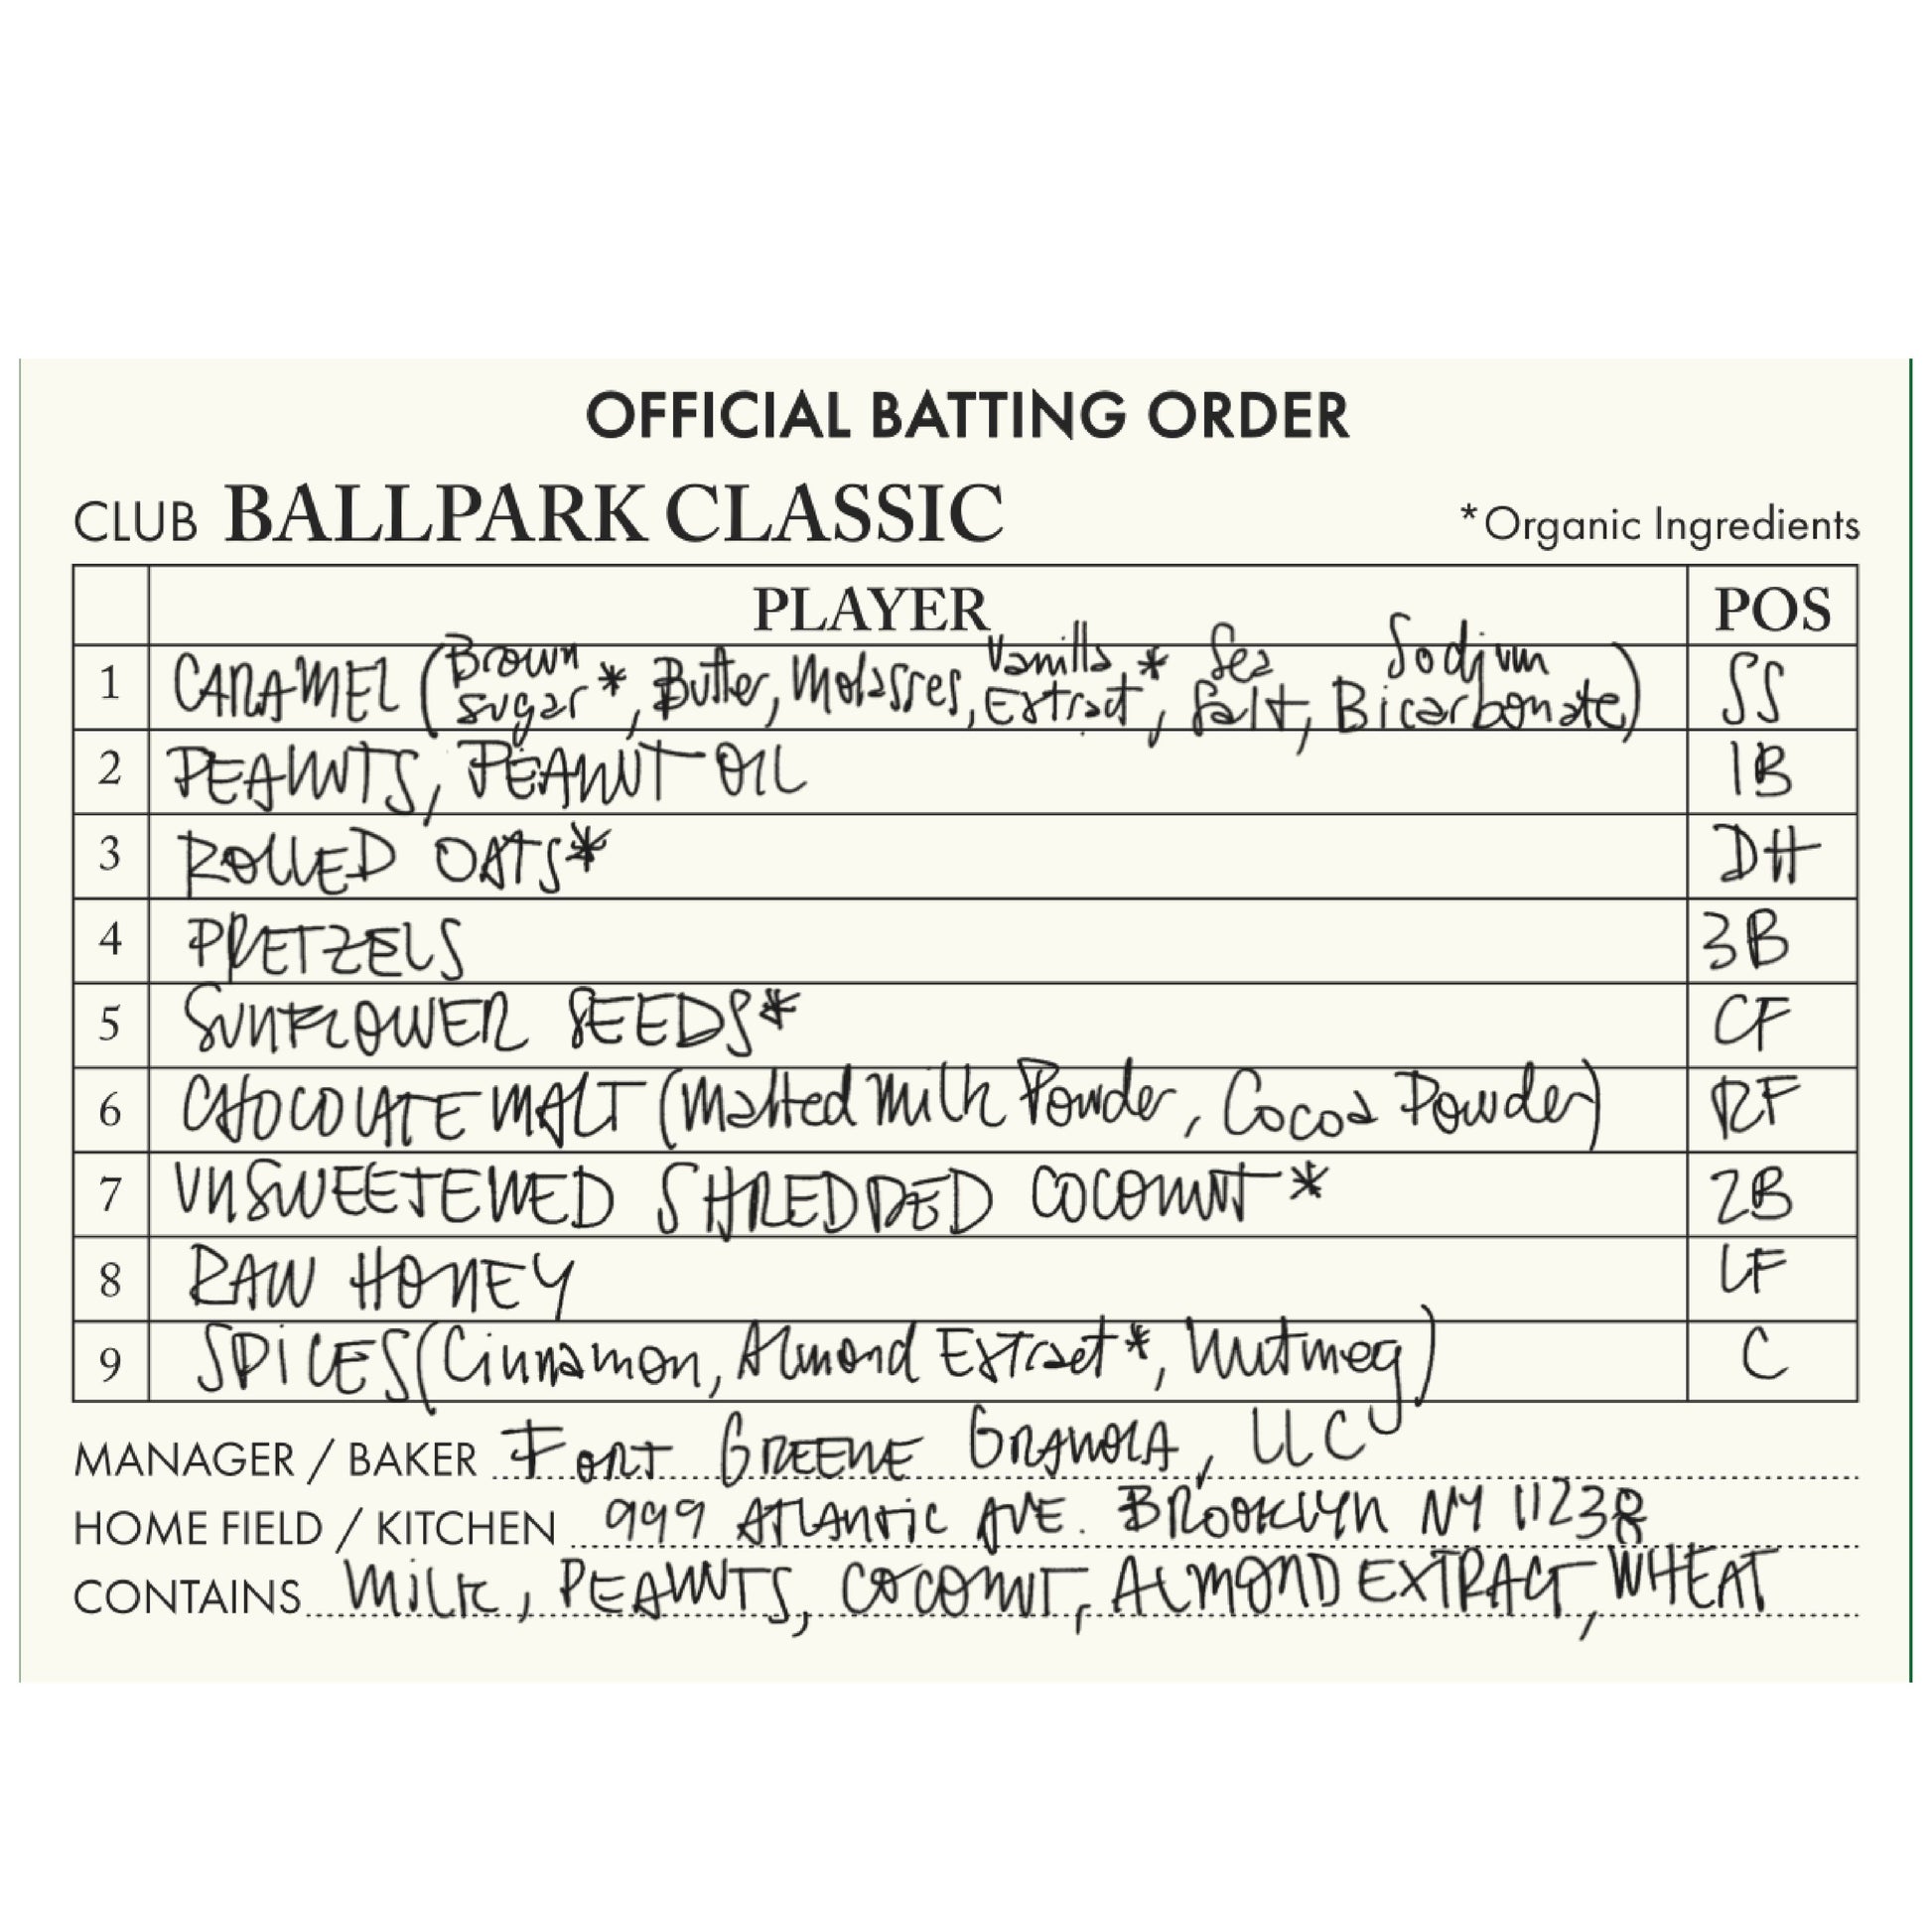 OFFICIAL BATTING ORDER
CLUB BALLPARK CLASSIC *Organic Ingredients
PLAYER POS
1 CARAMEL (Brown Sugar*, Butter, Molasses, Vanilla Extract*, Sea Salt, Sodium Bicarbonate) SS
2 PEANUTS, PEANUT OIL 1B
3 ROLLED OATS* DH
4 PRETZELS 3B
5 SUNFLOWER SEEDS* CF
6 CHOCOLATE MALT (Malted Milk Powder, Cocoa Powder) RF
7 UNSWEETENED SHREDDED COCONUT* 2B
8 RAW HONEY LF
9 SPICES (Cinnamon, Almond Extract*, Nutmeg) C
MANAGER / BAKER FORT GREENE GRANOLA, LLC
HOME FIELD / KITCHEN 999 ATLANTIC AVE. BROOKLYN NY 11238
CONTAINS MILK, PEANUTS, COCONUT, ALMOND EXTRACT, WHEAT